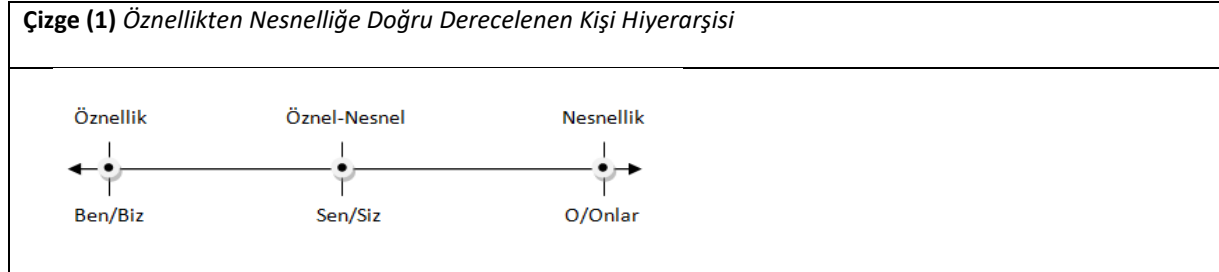 Çizge (1) Öznellikten Nesnelliğe Doğru Derecelenen Kişi Hiyerarşisi
Öznellik Öznel-Nesnel Nesnellik
Ben/Biz Sen/Siz O/Onlar